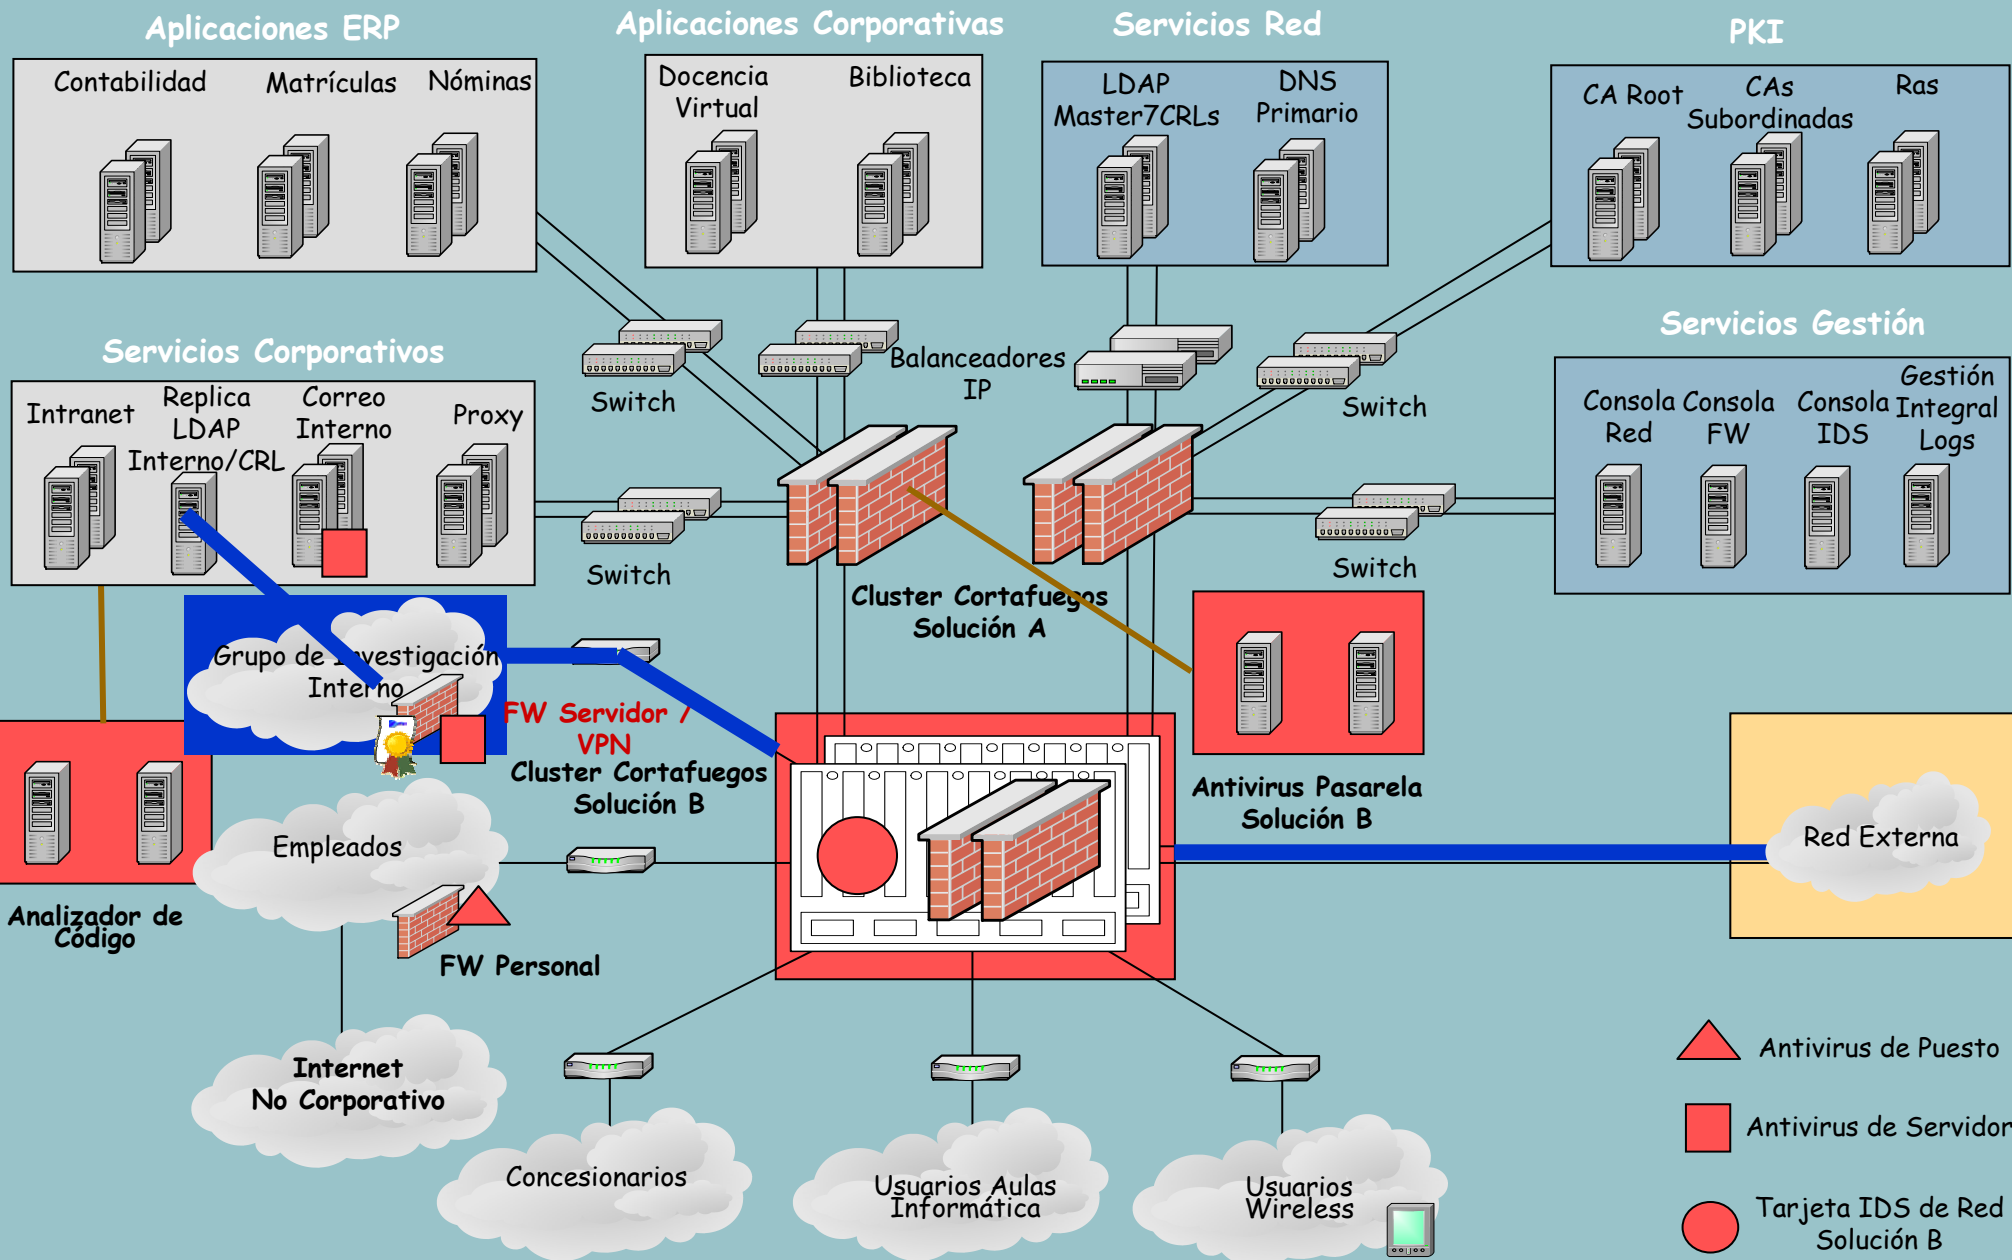 Aplicaciones ERP
Aplicaciones Corporativas
Servicios Red
PKI
Contabilidad
Matrículas
Nóminas
Docencia
Virtual
Biblioteca
LDAP
Master7CRLs
DNS
Primario
CA Root
CAs
Subordinadas
Ras
Servicios Corporativos
Servicios Gestión
Switch
Balanceadores
IP
Switch
Intranet
Replica
LDAP
Interno/CRL
Correo
Interno
Proxy
Consola
Red
Consola
FW
Consola
IDS
Gestión
Integral
Logs
Switch
Switch
Cluster Cortafuegos
Solución A
Grupo de Investigación
Interno
FW Servidor /
VPN
Cluster Cortafuegos
Solución B
Antivirus Pasarela
Solución B
Red Externa
Empleados
Analizador de
Código
FW Personal
Internet
No Corporativo
Concesionarios
Usuarios Aulas
Informática
Usuarios
Wireless
Antivirus de Puesto
Antivirus de Servidor
Tarjeta IDS de Red
Solución B